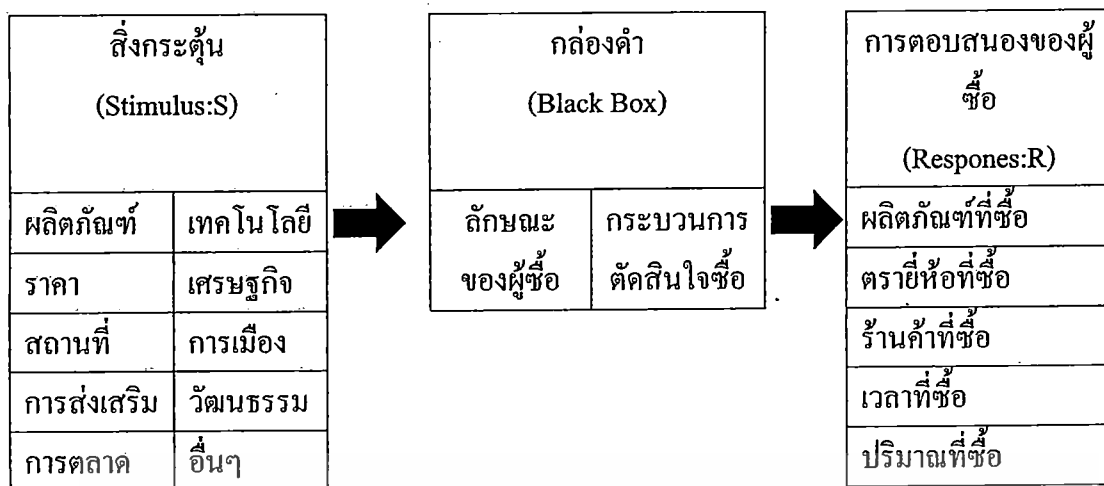 สิ่งกระตุ้น
(Stimulus:S)
ผลิตภัณฑ์ เทคโนโลยี
ราคา เศรษฐกิจ
สถานที่ การเมือง
การส่งเสริม วัฒนธรรม
การตลาด อื่นๆ
กล่องดำ
(Black Box)
ลักษณะ กระบวนการ
ของผู้ซื้อ ตัดสินใจซื้อ
การตอบสนองของผู้
ซื้อ
(Respones:R)
ผลิตภัณฑ์ที่ซื้อ
ตรายี่ห้อที่ซื้อ
ร้านค้าที่ซื้อ
เวลาที่ซื้อ
ปริมาณที่ซื้อ